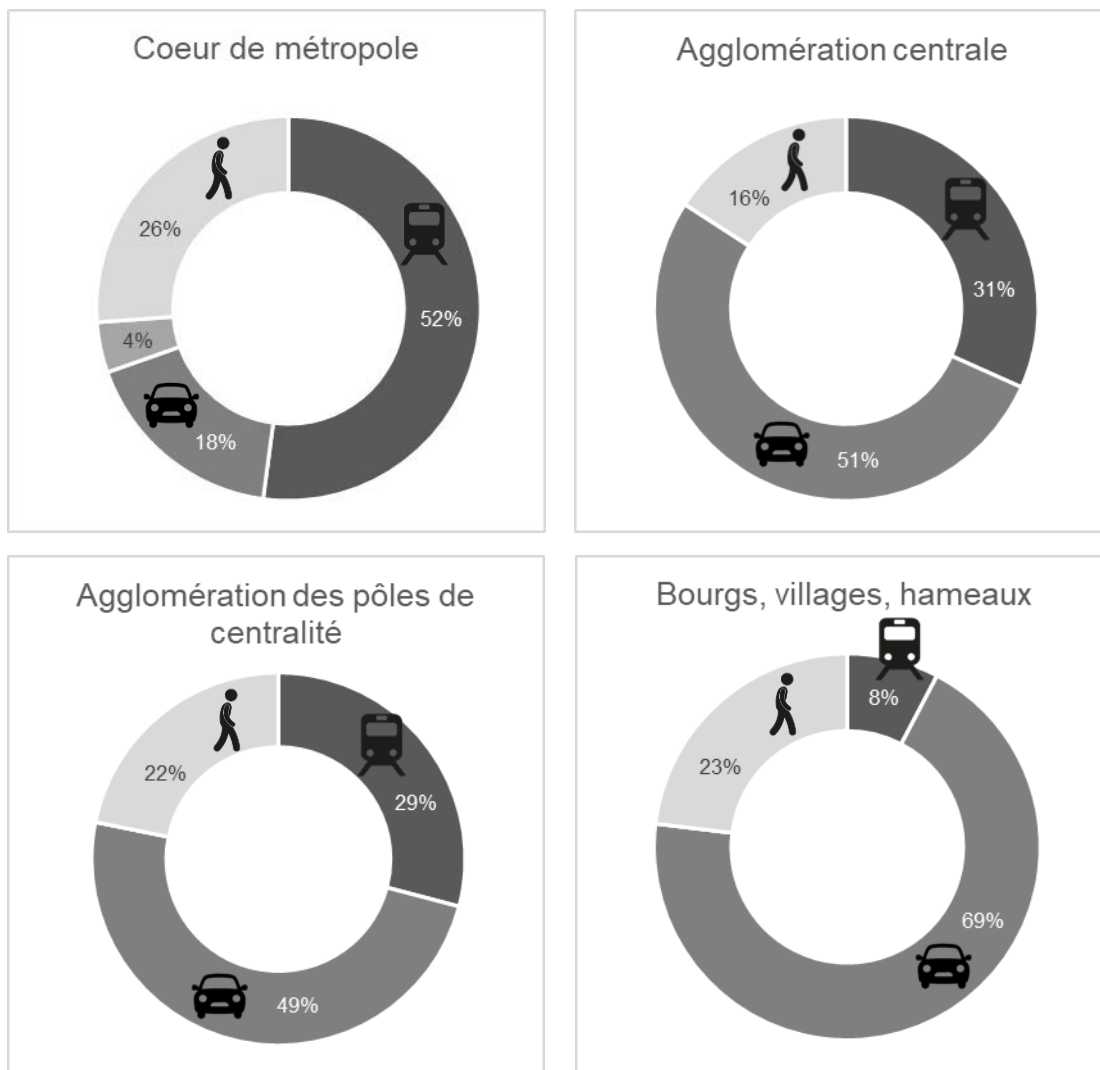 Coeur de métropole
26%
52%
4%
18%
Agglomération centrale
16%
31%
51%
Agglomération des pôles de
centralité
22%
29%
49%
Bourgs, villages, hameaux
8%
23%
69%